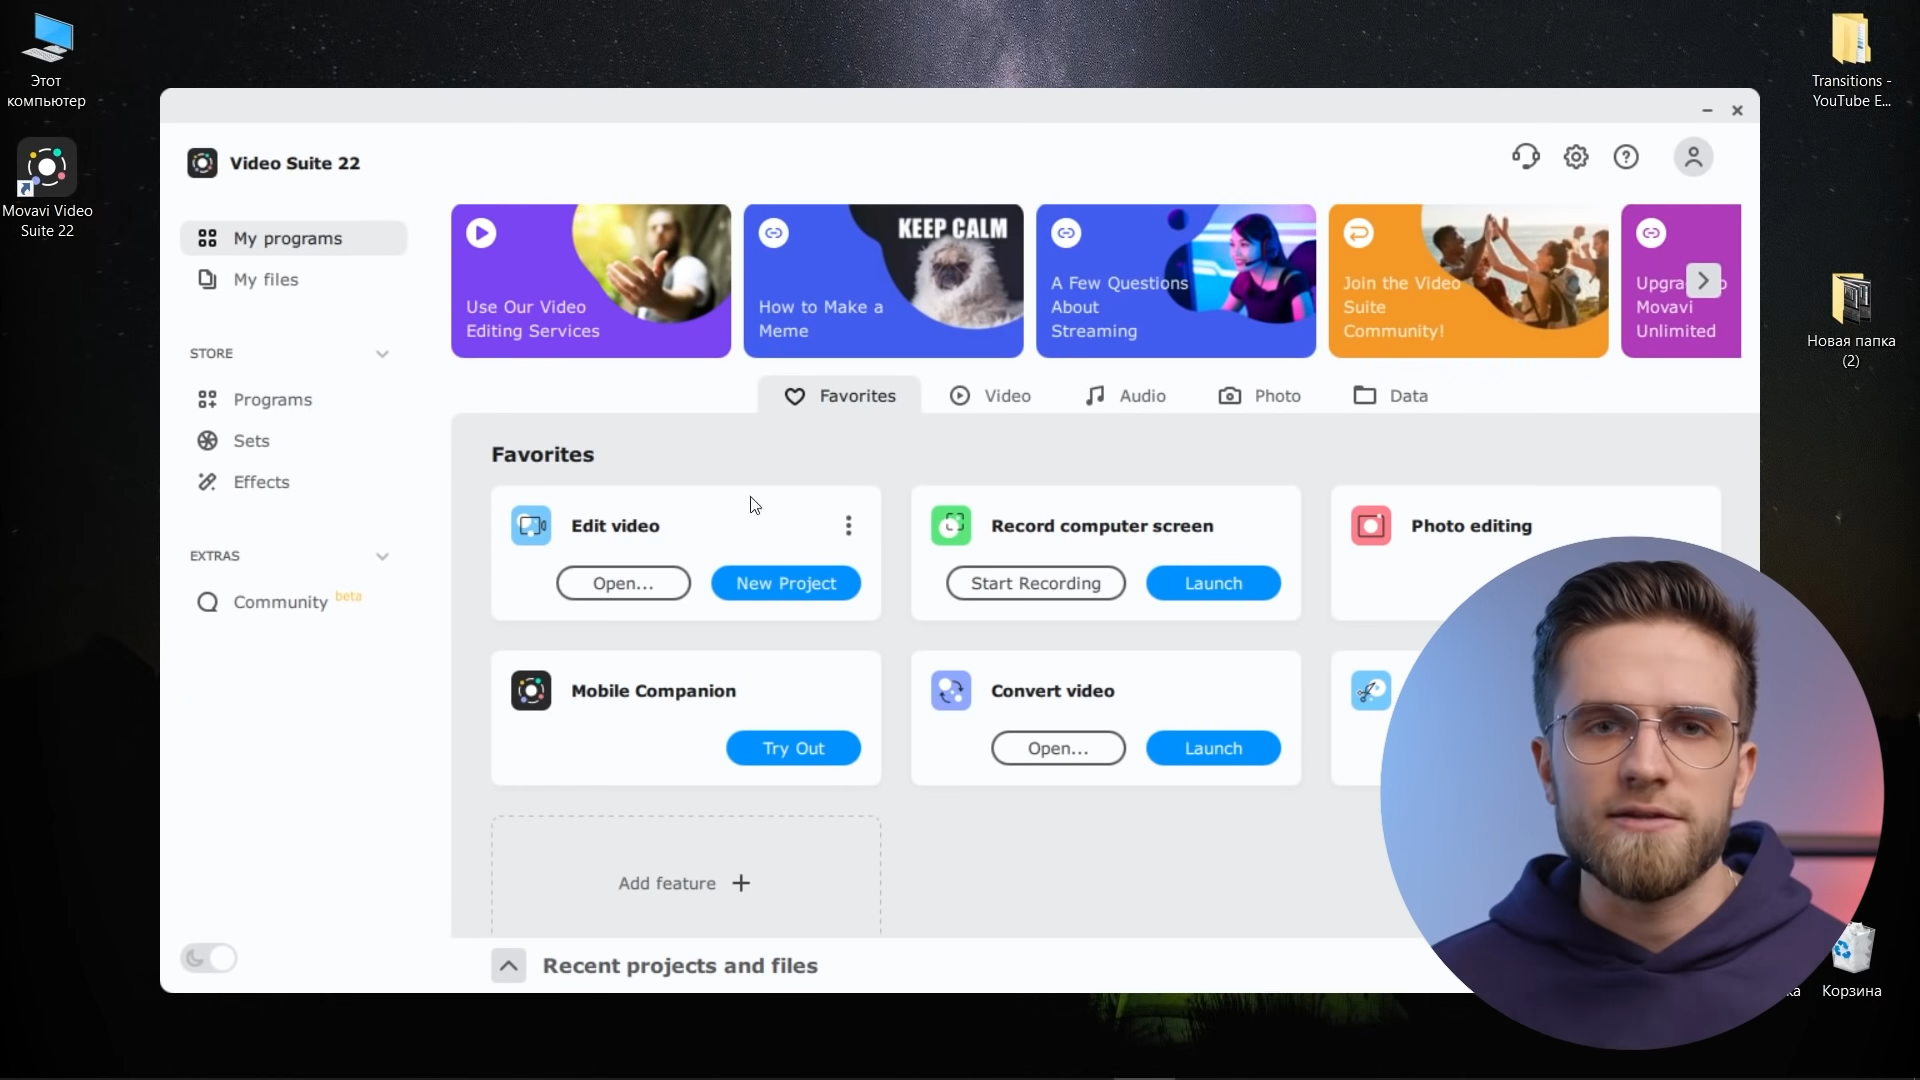 Этот
компьютер
Movavi Video
Suite 22
Transitions -
YouTube E...
Новая папка
(2)
Корзина
Video Suite 22
My programs
My files
STORE
Programs
Sets
Effects
EXTRAS
Community beta
Use Our Video
Editing Services
KEEP CALM
How to Make a
Meme
A Few Questions
About
Streaming
Join the Video
Suite
Community!
Movavi
Unlimited
Favorites
Video
Audio
Photo
Data
Favorites
Edit video
Open...
New Project
Record computer screen
Start Recording
Launch
Photo editing
Mobile Companion
Try Out
Convert video
Open...
Launch
Add feature +
Recent projects and files